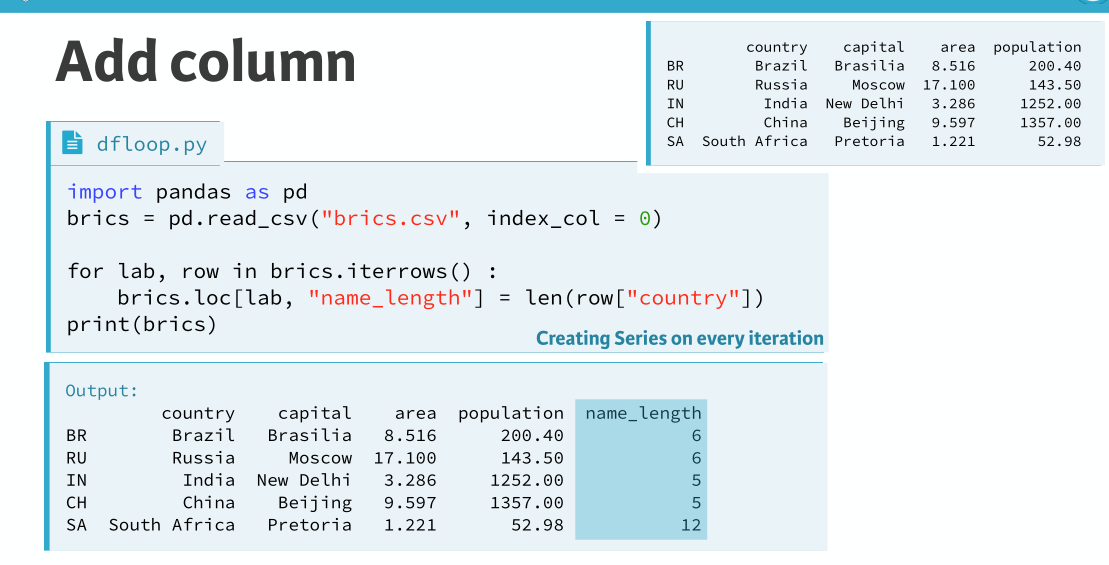 Add column
country capital area population
BR Brazil Brasilia 8.516 200.40
RU Russia Moscow 17.100 143.50
IN India New Delhi 3.286 1252.00
CH China Beijing 9.597 1357.00
SA South Africa Pretoria 1.221 52.98
dfloop.py
import pandas as pd
brics = pd.read_csv("brics.csv", index_col = 0)
for lab, row in brics.iterrows() :
    brics.loc[lab, "name_length"] = len(row["country"])
print(brics)
Creating Series on every iteration
Output:
country capital area population name_length
BR Brazil Brasilia 8.516 200.40 6
RU Russia Moscow 17.100 143.50 6
IN India New Delhi 3.286 1252.00 5
CH China Beijing 9.597 1357.00 5
SA South Africa Pretoria 1.221 52.98 12